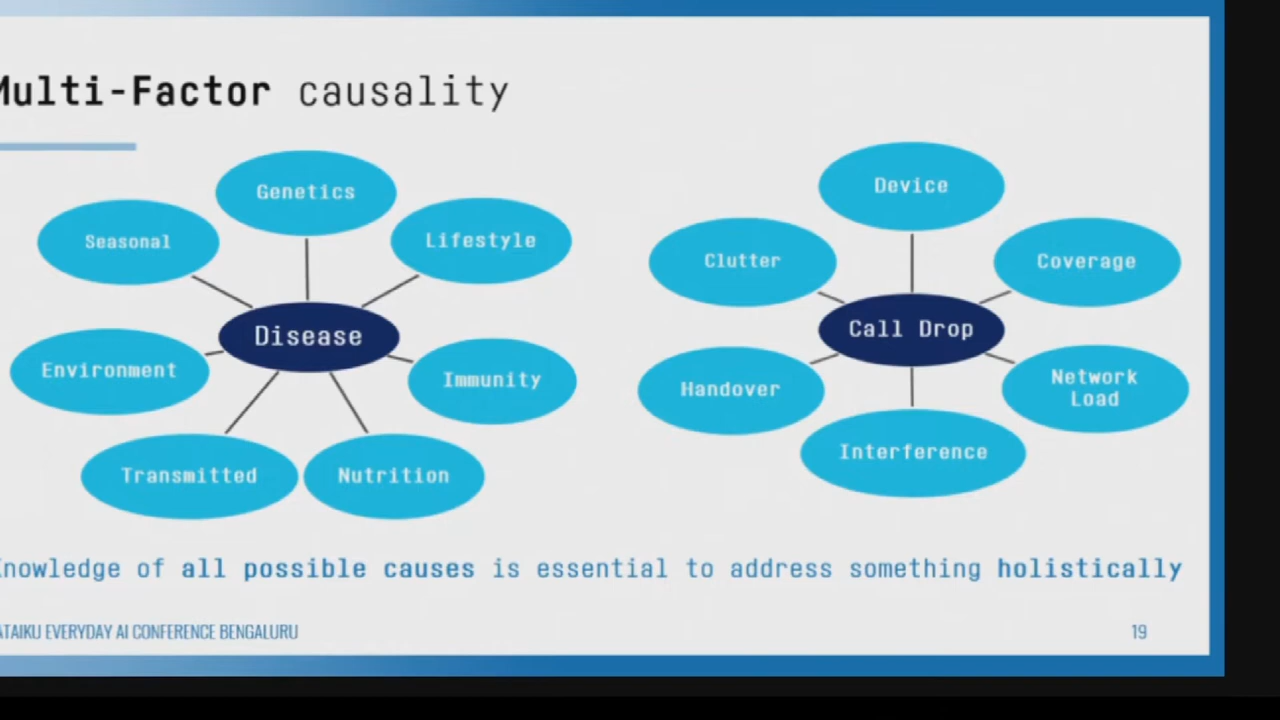 Multi-Factor causality
Genetics
Seasonal
Lifestyle
Disease
Environment
Immunity
Transmitted
Nutrition
Device
Clutter
Coverage
Call Drop
Handover
Network
Load
Interference
Knowledge of all possible causes is essential to address something holistically
ATAIKU EVERYDAY AI CONFERENCE BENGALURU
19